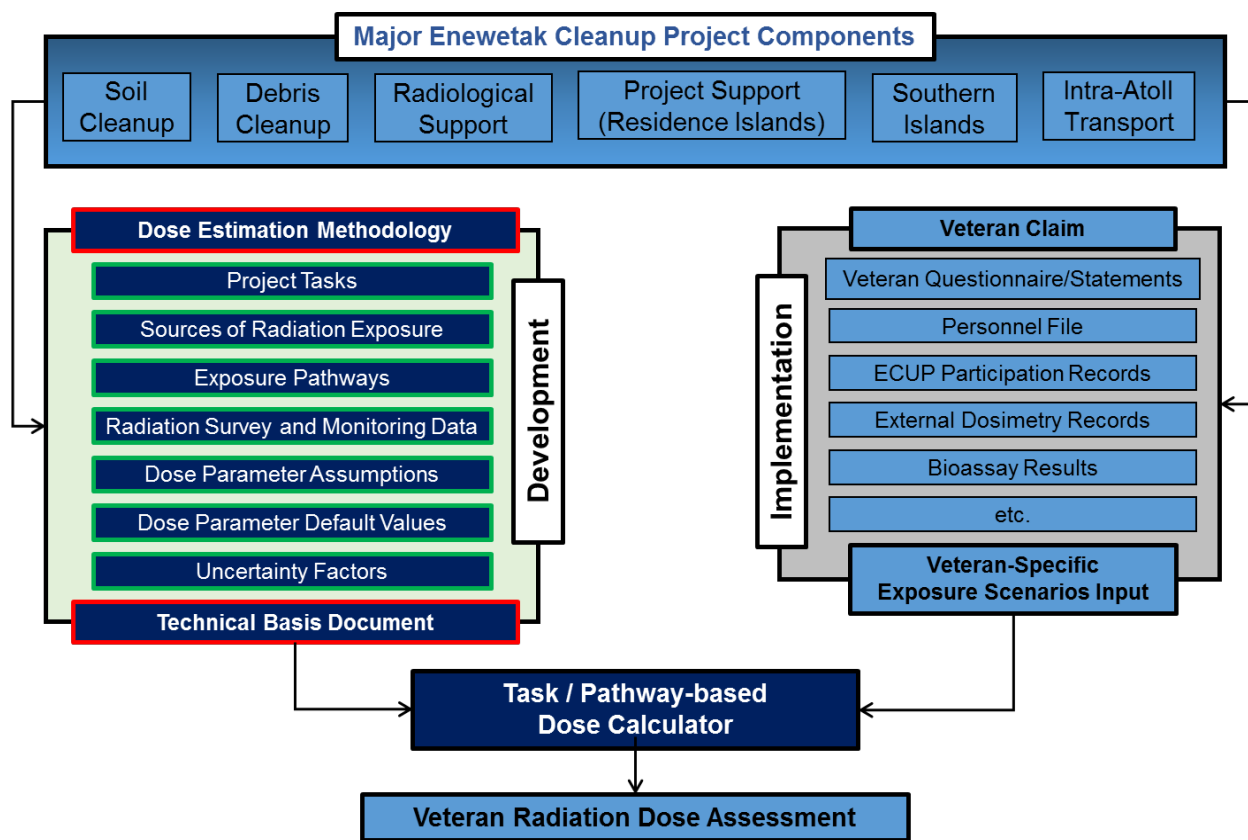 Major Enewetak Cleanup Project Components
Soil
Cleanup
Debris
Cleanup
Radiological
Support
Project Support
(Residence Islands)
Southern
Islands
Intra-Atoll
Transport
Dose Estimation Methodology
Project Tasks
Sources of Radiation Exposure
Exposure Pathways
Radiation Survey and Monitoring Data
Dose Parameter Assumptions
Dose Parameter Default Values
Uncertainty Factors
Technical Basis Document
Development
Implementation
Veteran Claim
Veteran Questionnaire/Statements
Personnel File
ECUP Participation Records
External Dosimetry Records
Bioassay Results
etc.
Veteran-Specific
Exposure Scenarios Input
Task / Pathway-based
Dose Calculator
Veteran Radiation Dose Assessment